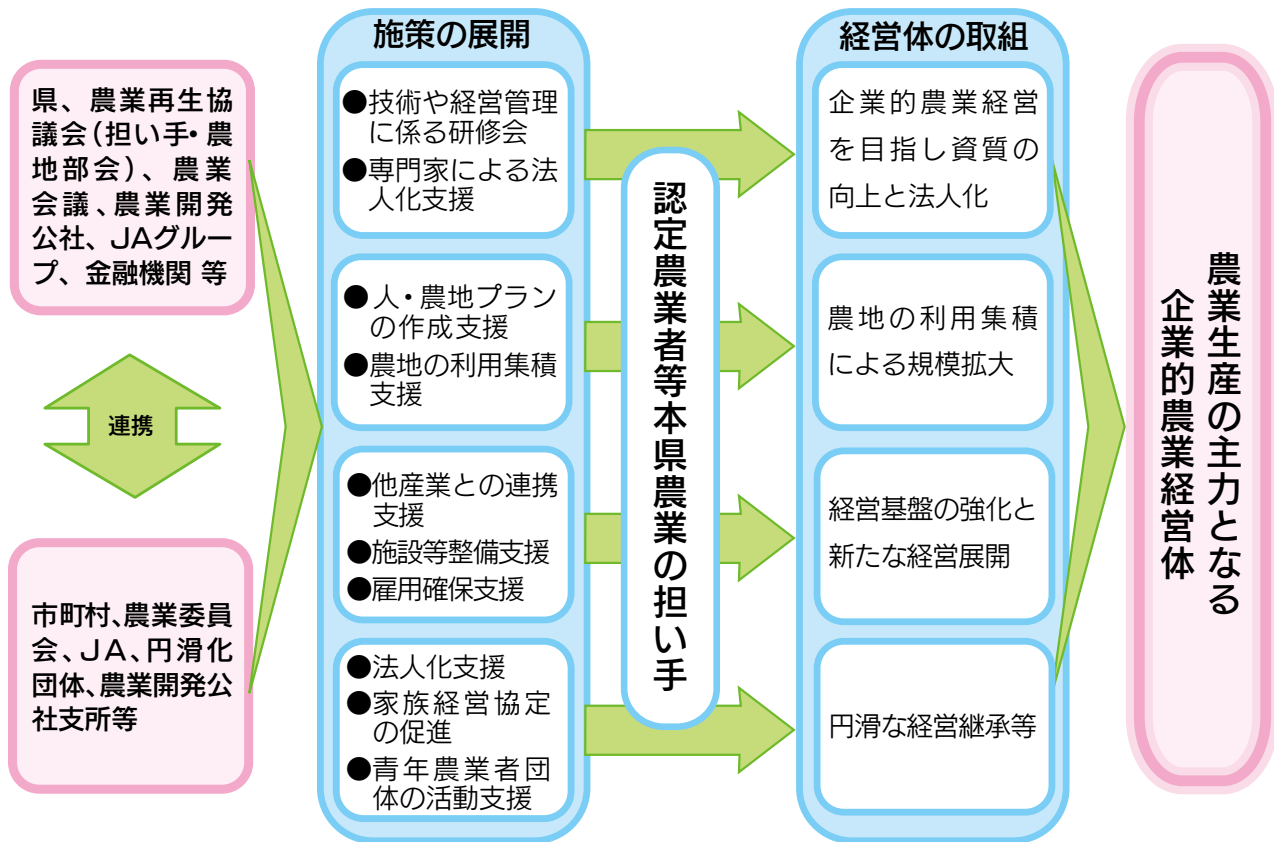 県、農業再生協
議会（担い手・農
地部会）、農業
会議、農業開発
公社、JAグルー
プ、金融機関 等
連携
市町村、農業委員
会、JA、円滑化
団体、農業開発公
社支所等
施策の展開
●技術や経営管理
に係る研修会
●専門家による法
人化支援
●人・農地プラン
の作成支援
●農地の利用集積
支援
●他産業との連携
支援
●施設等整備支援
●雇用確保支援
●法人化支援
●家族経営協定
の促進
●青年農業者団
体の活動支援
認定農業者等本県農業の担い手
経営体の取組
企業的農業経営
を目指し資質の
向上と法人化
農地の利用集積
による規模拡大
経営基盤の強化と
新たな経営展開
円滑な経営継承等
農業生産の主力となる
企業的農業経営体